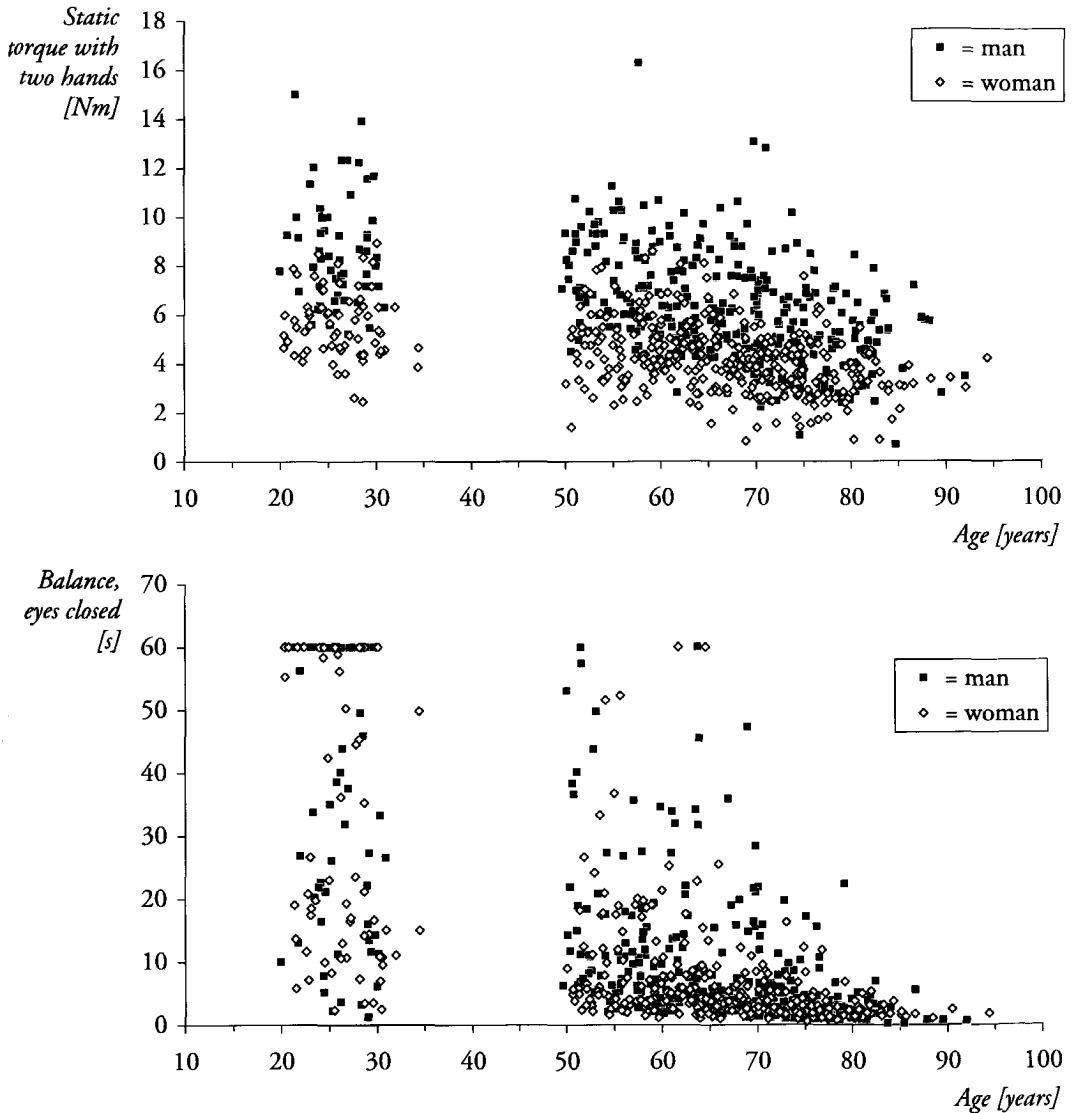 Static
torque with
two hands
[Nm]
18
16
14
12
10
8
6
4
2
0
10 20 30 40 50 60 70 80 90 100
Age [years]
■ = man
◇ = woman
Balance,
eyes closed
[s]
70
60
50
40
30
20
10
0
10 20 30 40 50 60 70 80 90 100
Age [years]
■ = man
◇ = woman